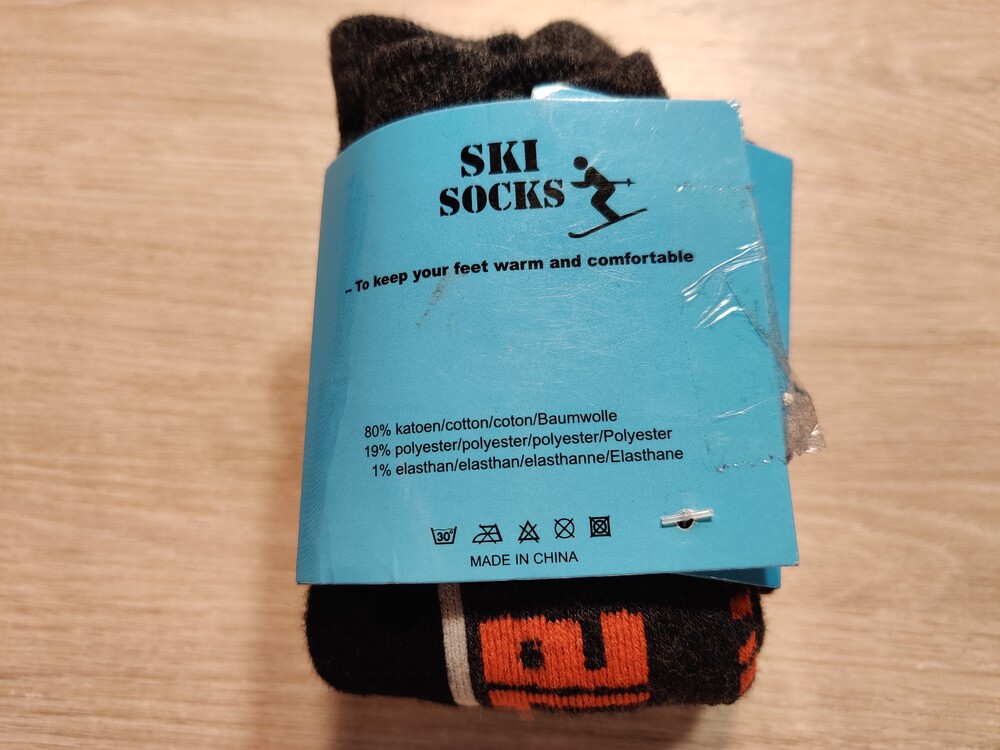 SKI
SOCKS
– To keep your feet warm and comfortable
80% katoen/cotton/coton/Baumwolle
19% polyester/polyester/polyester/Polyester
1% elasthan/elasthan/elasthanne/Elasthane
30°
MADE IN CHINA